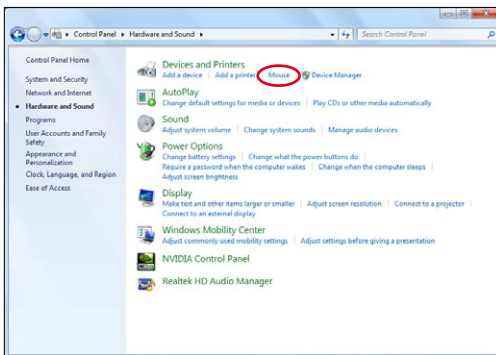 Control Panel Hardware and Sound
Search Control Panel
Control Panel Home
System and Security
Network and Internet
Hardware and Sound
Programs
User Accounts and Family
Safety
Appearance and
Personalization
Clock, Language, and Region
Ease of Access
Devices and Printers
Add a device Add a printer Mouse Device Manager
AutoPlay
Change default settings for media or devices Play CDs or other media automatically
Sound
Adjust system volume Change system sounds Manage audio devices
Power Options
Change battery settings Change what the power buttons do
Require a password when the computer wakes Change when the computer sleeps
Adjust screen brightness
Display
Make text and other items larger or smaller Adjust screen resolution Connect to a projector
Connect to an external display
Windows Mobility Center
Adjust commonly used mobility settings Adjust settings before giving a presentation
NVIDIA Control Panel
Realtek HD Audio Manager